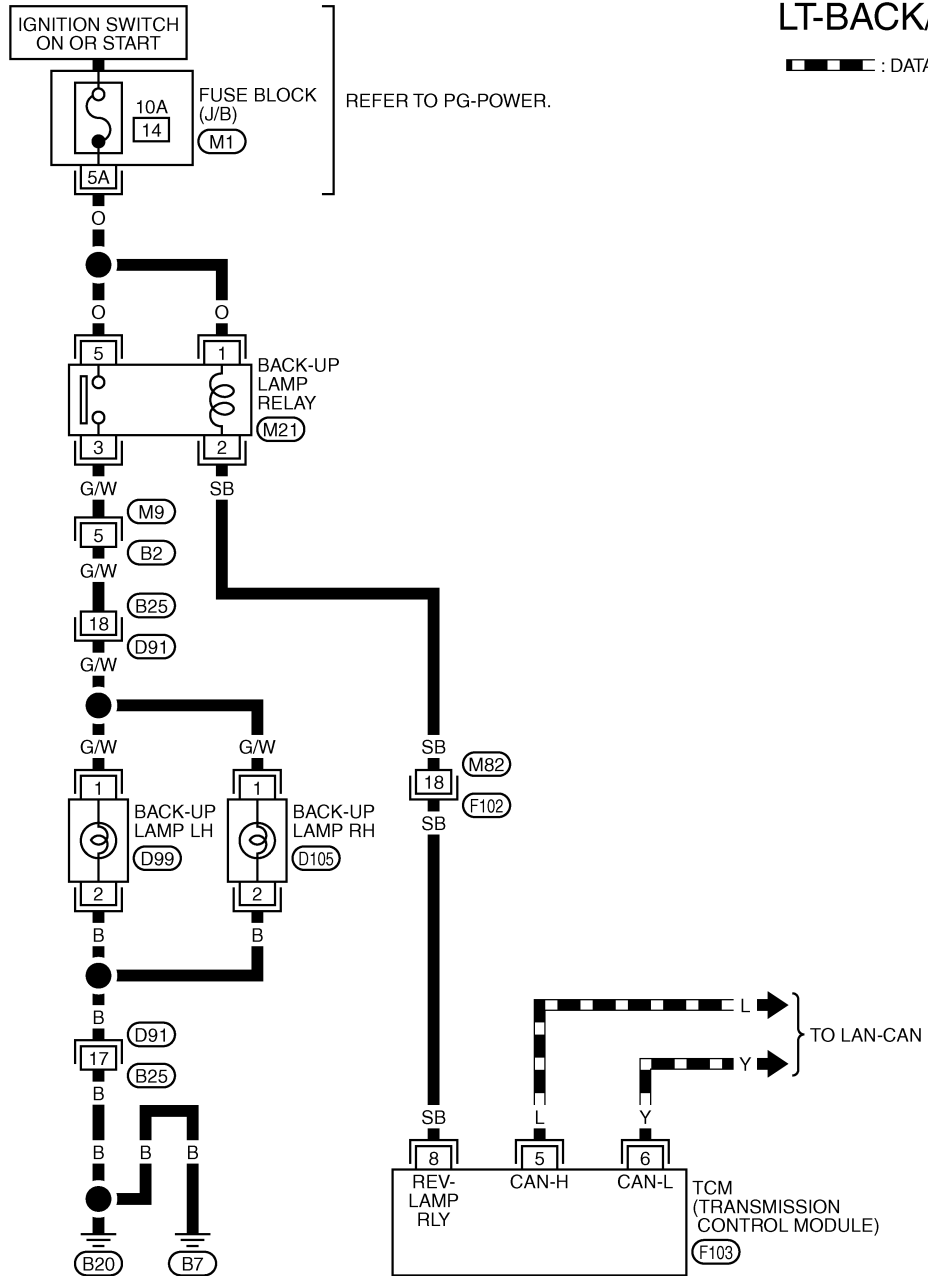 IGNITION SWITCH
ON OR START
LT-BACK/
: DATA
10A
14
FUSE BLOCK
(J/B)
M1
REFER TO PG-POWER.
5A
O
O
O
5
1
BACK-UP
LAMP
RELAY
M21
3
2
G/W
SB
M9
5
B2
G/W
B25
18
D91
G/W
G/W
G/W
SB
M82
18
F102
SB
1
1
BACK-UP
LAMP LH
D99
BACK-UP
LAMP RH
D105
2
2
B
B
B
D91
17
B25
B
B
B
B
B20
B7
L
Y
TO LAN-CAN
SB
L
Y
8
5
6
REV-
LAMP
RLY
CAN-H
CAN-L
TCM
(TRANSMISSION
CONTROL MODULE)
F103